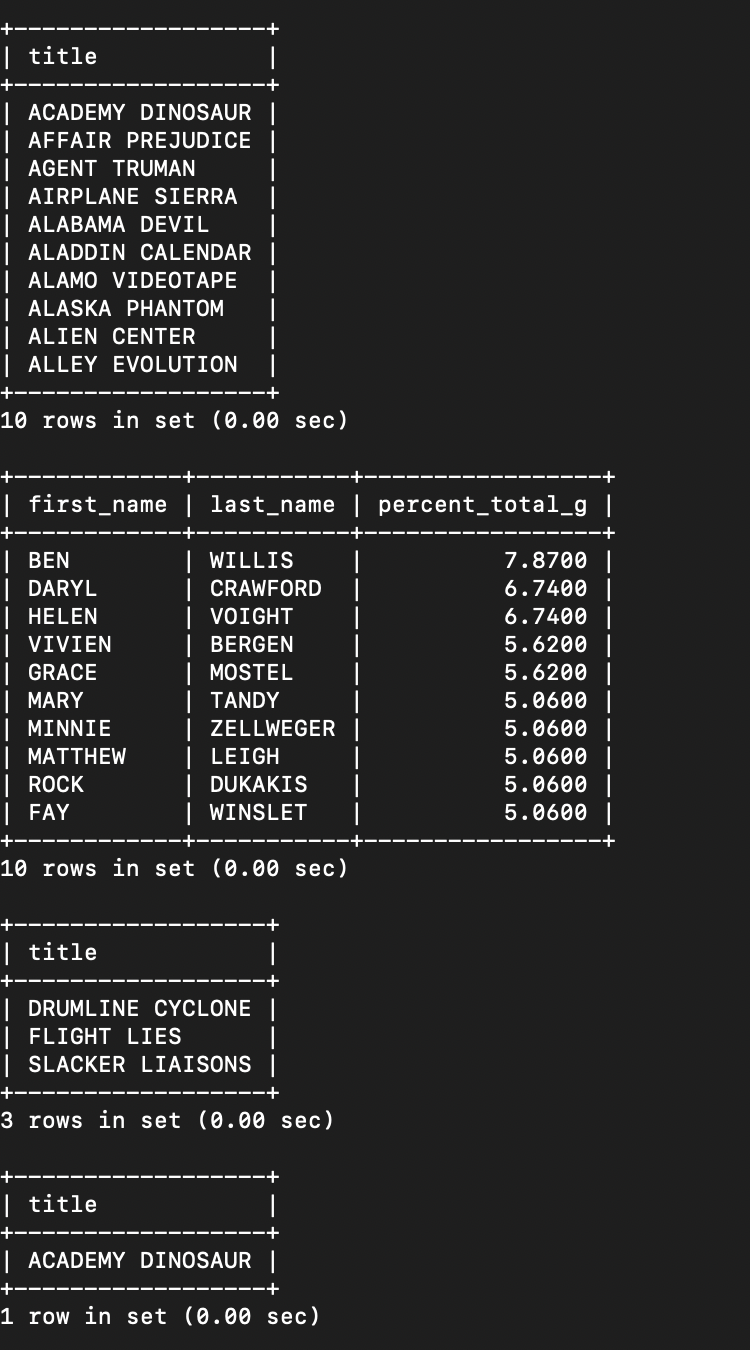 +------------------+
| title            |
+------------------+
| ACADEMY DINOSAUR |
| AFFAIR PREJUDICE |
| AGENT TRUMAN     |
| AIRPLANE SIERRA  |
| ALABAMA DEVIL    |
| ALADDIN CALENDAR |
| ALAMO VIDEOTAPE  |
| ALASKA PHANTOM   |
| ALIEN CENTER     |
| ALLEY EVOLUTION  |
+------------------+
10 rows in set (0.00 sec)

+------------+-----------+-----------------+
| first_name | last_name | percent_total_g |
+------------+-----------+-----------------+
| BEN        | WILLIS    |          7.8700 |
| DARYL      | CRAWFORD  |          6.7400 |
| HELEN      | VOIGHT    |          6.7400 |
| VIVIEN     | BERGEN    |          5.6200 |
| GRACE      | MOSTEL    |          5.6200 |
| MARY       | TANDY     |          5.0600 |
| MINNIE     | ZELLWEGER |          5.0600 |
| MATTHEW    | LEIGH     |          5.0600 |
| ROCK       | DUKAKIS   |          5.0600 |
| FAY        | WINSLET   |          5.0600 |
+------------+-----------+-----------------+
10 rows in set (0.00 sec)

+------------------+
| title            |
+------------------+
| DRUMLINE CYCLONE |
| FLIGHT LIES      |
| SLACKER LIAISONS |
+------------------+
3 rows in set (0.00 sec)

+------------------+
| title            |
+------------------+
| ACADEMY DINOSAUR |
+------------------+
1 row in set (0.00 sec)